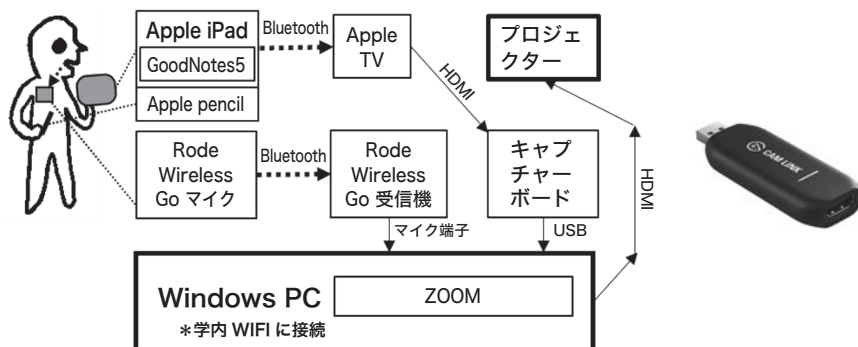 Apple iPad
GoodNotes5
Apple pencil
Bluetooth
Apple
TV
HDMI
プロジェ
クター
Rode
Wireless
Go マイク
Bluetooth
Rode
Wireless
Go 受信機
キャプ
チャー
ボード
HDMI
マイク端子
USB
Windows PC
ZOOM
*学内 WIFI に接続
CAM LINK